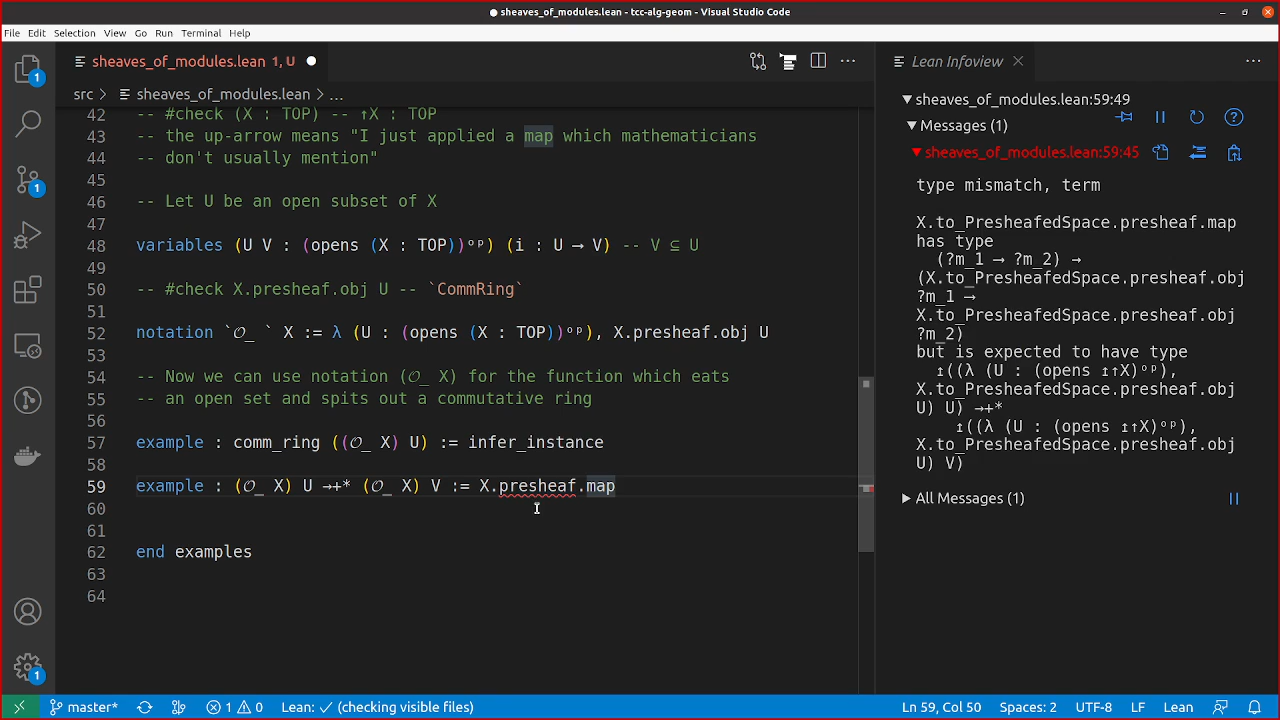 ● sheaves_of_modules.lean - tcc-alg-geom - Visual Studio Code
File Edit Selection View Go Run Terminal Help
sheaves_of_modules.lean 1, U ●
Lean Infoview
src > sheaves_of_modules.lean > ...
42 -- #check (X : TOP) -- ↑X : TOP
43 -- the up-arrow means "I just applied a map which mathematicians
44 -- don't usually mention"
45
46 -- Let U be an open subset of X
47
48 variables (U V : (opens (X : TOP))ᵒᵖ) (i : U ⟶ V) -- V ⊆ U
49
50 -- #check X.presheaf.obj U -- `CommRing`
51
52 notation `𝒪_ ` X := λ (U : (opens (X : TOP))ᵒᵖ), X.presheaf.obj U
53
54 -- Now we can use notation (𝒪_ X) for the function which eats
55 -- an open set and spits out a commutative ring
56
57 example : comm_ring ((𝒪_ X) U) := infer_instance
58
59 example : (𝒪_ X) U →+* (𝒪_ X) V := X.presheaf.map
60
61
62 end examples
63
64
sheaves_of_modules.lean:59:49
Messages (1)
sheaves_of_modules.lean:59:45
type mismatch, term
X.to_PresheafedSpace.presheaf.map
has type
(?m_1 ⟶ ?m_2) →
(X.to_PresheafedSpace.presheaf.obj
?m_1 ⟶
X.to_PresheafedSpace.presheaf.obj
?m_2)
but is expected to have type
↥((λ (U : (opens ↥↑X)ᵒᵖ),
X.to_PresheafedSpace.presheaf.obj
U) U) →+*
↥((λ (U : (opens ↥↑X)ᵒᵖ),
X.to_PresheafedSpace.presheaf.obj
U) V)
All Messages (1)
1
1
1
master* 1 0 Lean: ✓ (checking visible files) Ln 59, Col 50 Spaces: 2 UTF-8 LF Lean